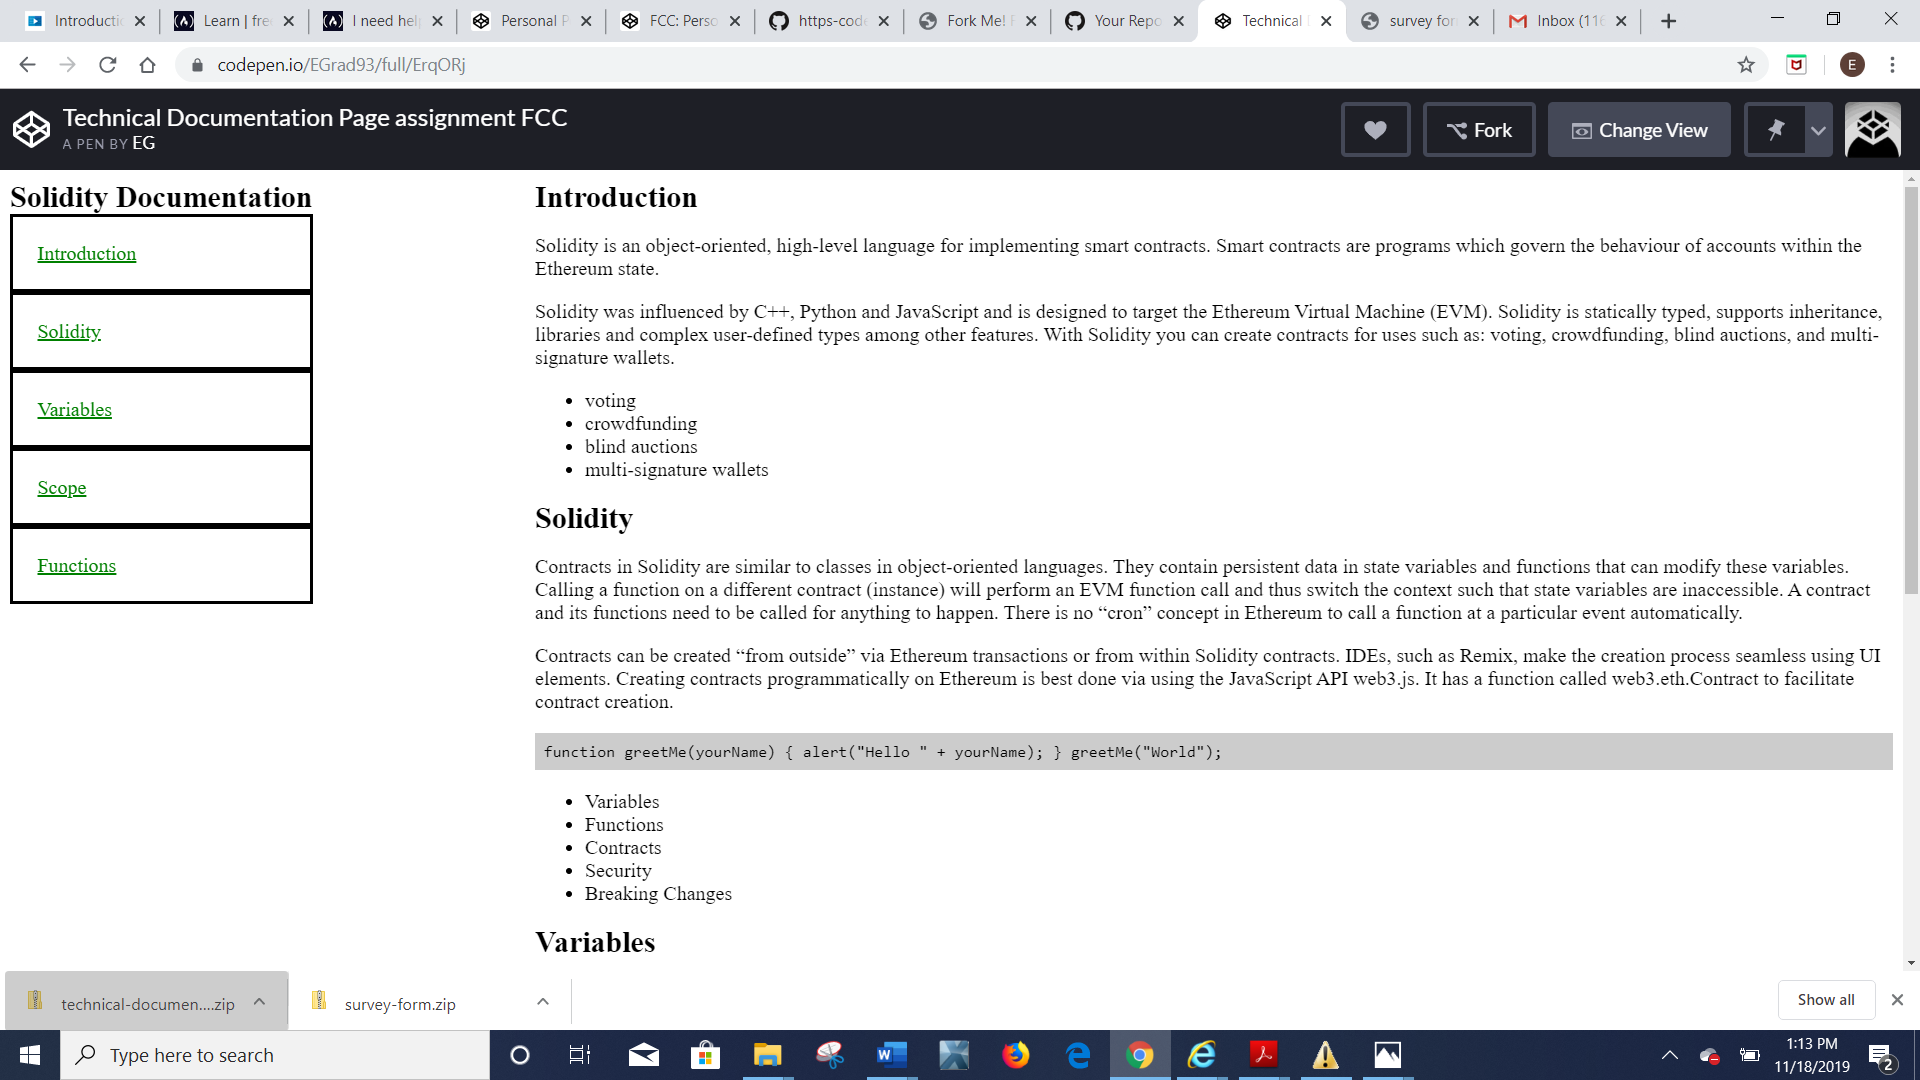 Introductio
Learn | free
I need help
Personal P
FCC: Perso
https-code
Fork Me! F
Your Repo
Technical D
survey for
Inbox (116
codepen.io/EGrad93/full/ErqORj
E
Technical Documentation Page assignment FCC
A PEN BY EG
Fork
Change View
Solidity Documentation
Introduction
Solidity
Variables
Scope
Functions
Introduction
Solidity is an object-oriented, high-level language for implementing smart contracts. Smart contracts are programs which govern the behaviour of accounts within the
Ethereum state.
Solidity was influenced by C++, Python and JavaScript and is designed to target the Ethereum Virtual Machine (EVM). Solidity is statically typed, supports inheritance,
libraries and complex user-defined types among other features. With Solidity you can create contracts for uses such as: voting, crowdfunding, blind auctions, and multi-
signature wallets.
• voting
• crowdfunding
• blind auctions
• multi-signature wallets
Solidity
Contracts in Solidity are similar to classes in object-oriented languages. They contain persistent data in state variables and functions that can modify these variables.
Calling a function on a different contract (instance) will perform an EVM function call and thus switch the context such that state variables are inaccessible. A contract
and its functions need to be called for anything to happen. There is no “cron” concept in Ethereum to call a function at a particular event automatically.
Contracts can be created “from outside” via Ethereum transactions or from within Solidity contracts. IDEs, such as Remix, make the creation process seamless using UI
elements. Creating contracts programmatically on Ethereum is best done via using the JavaScript API web3.js. It has a function called web3.eth.Contract to facilitate
contract creation.
function greetMe(yourName) { alert("Hello " + yourName); } greetMe("World");
• Variables
• Functions
• Contracts
• Security
• Breaking Changes
Variables
technical-documen....zip
survey-form.zip
Show all
Type here to search
1:13 PM
11/18/2019
2